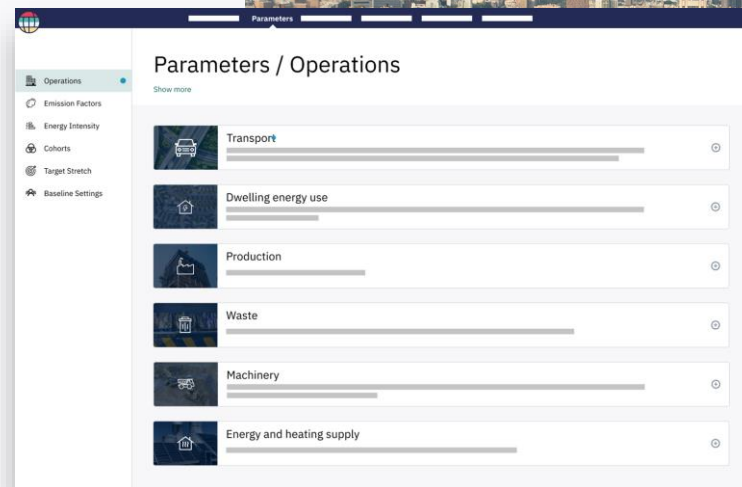 Parameters
Parameters / Operations
Show more
Operations
Emission Factors
Energy Intensity
Cohorts
Target Stretch
Baseline Settings
Transport
Dwelling energy use
Production
Waste
Machinery
Energy and heating supply